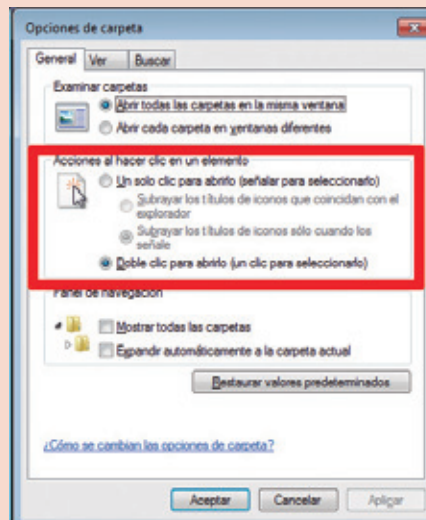 Opciones de carpeta
General Ver Buscar
Examinar carpetas
Abrir todas las carpetas en la misma ventana
Abrir cada carpeta en ventanas diferentes
Acciones al hacer clic en un elemento
Un solo clic para abrirlo (señalar para seleccionarlo)
Subrayar los títulos de iconos que coincidan con el
explorador
Subrayar los títulos de iconos sólo cuando los
señale
Doble clic para abrirlo (un clic para seleccionarlo)
Panel de navegación
Mostrar todas las carpetas
Expandir automáticamente a la carpeta actual
Restaurar valores predeterminados
¿Cómo se cambian las opciones de carpeta?
Aceptar Cancelar Aplicar